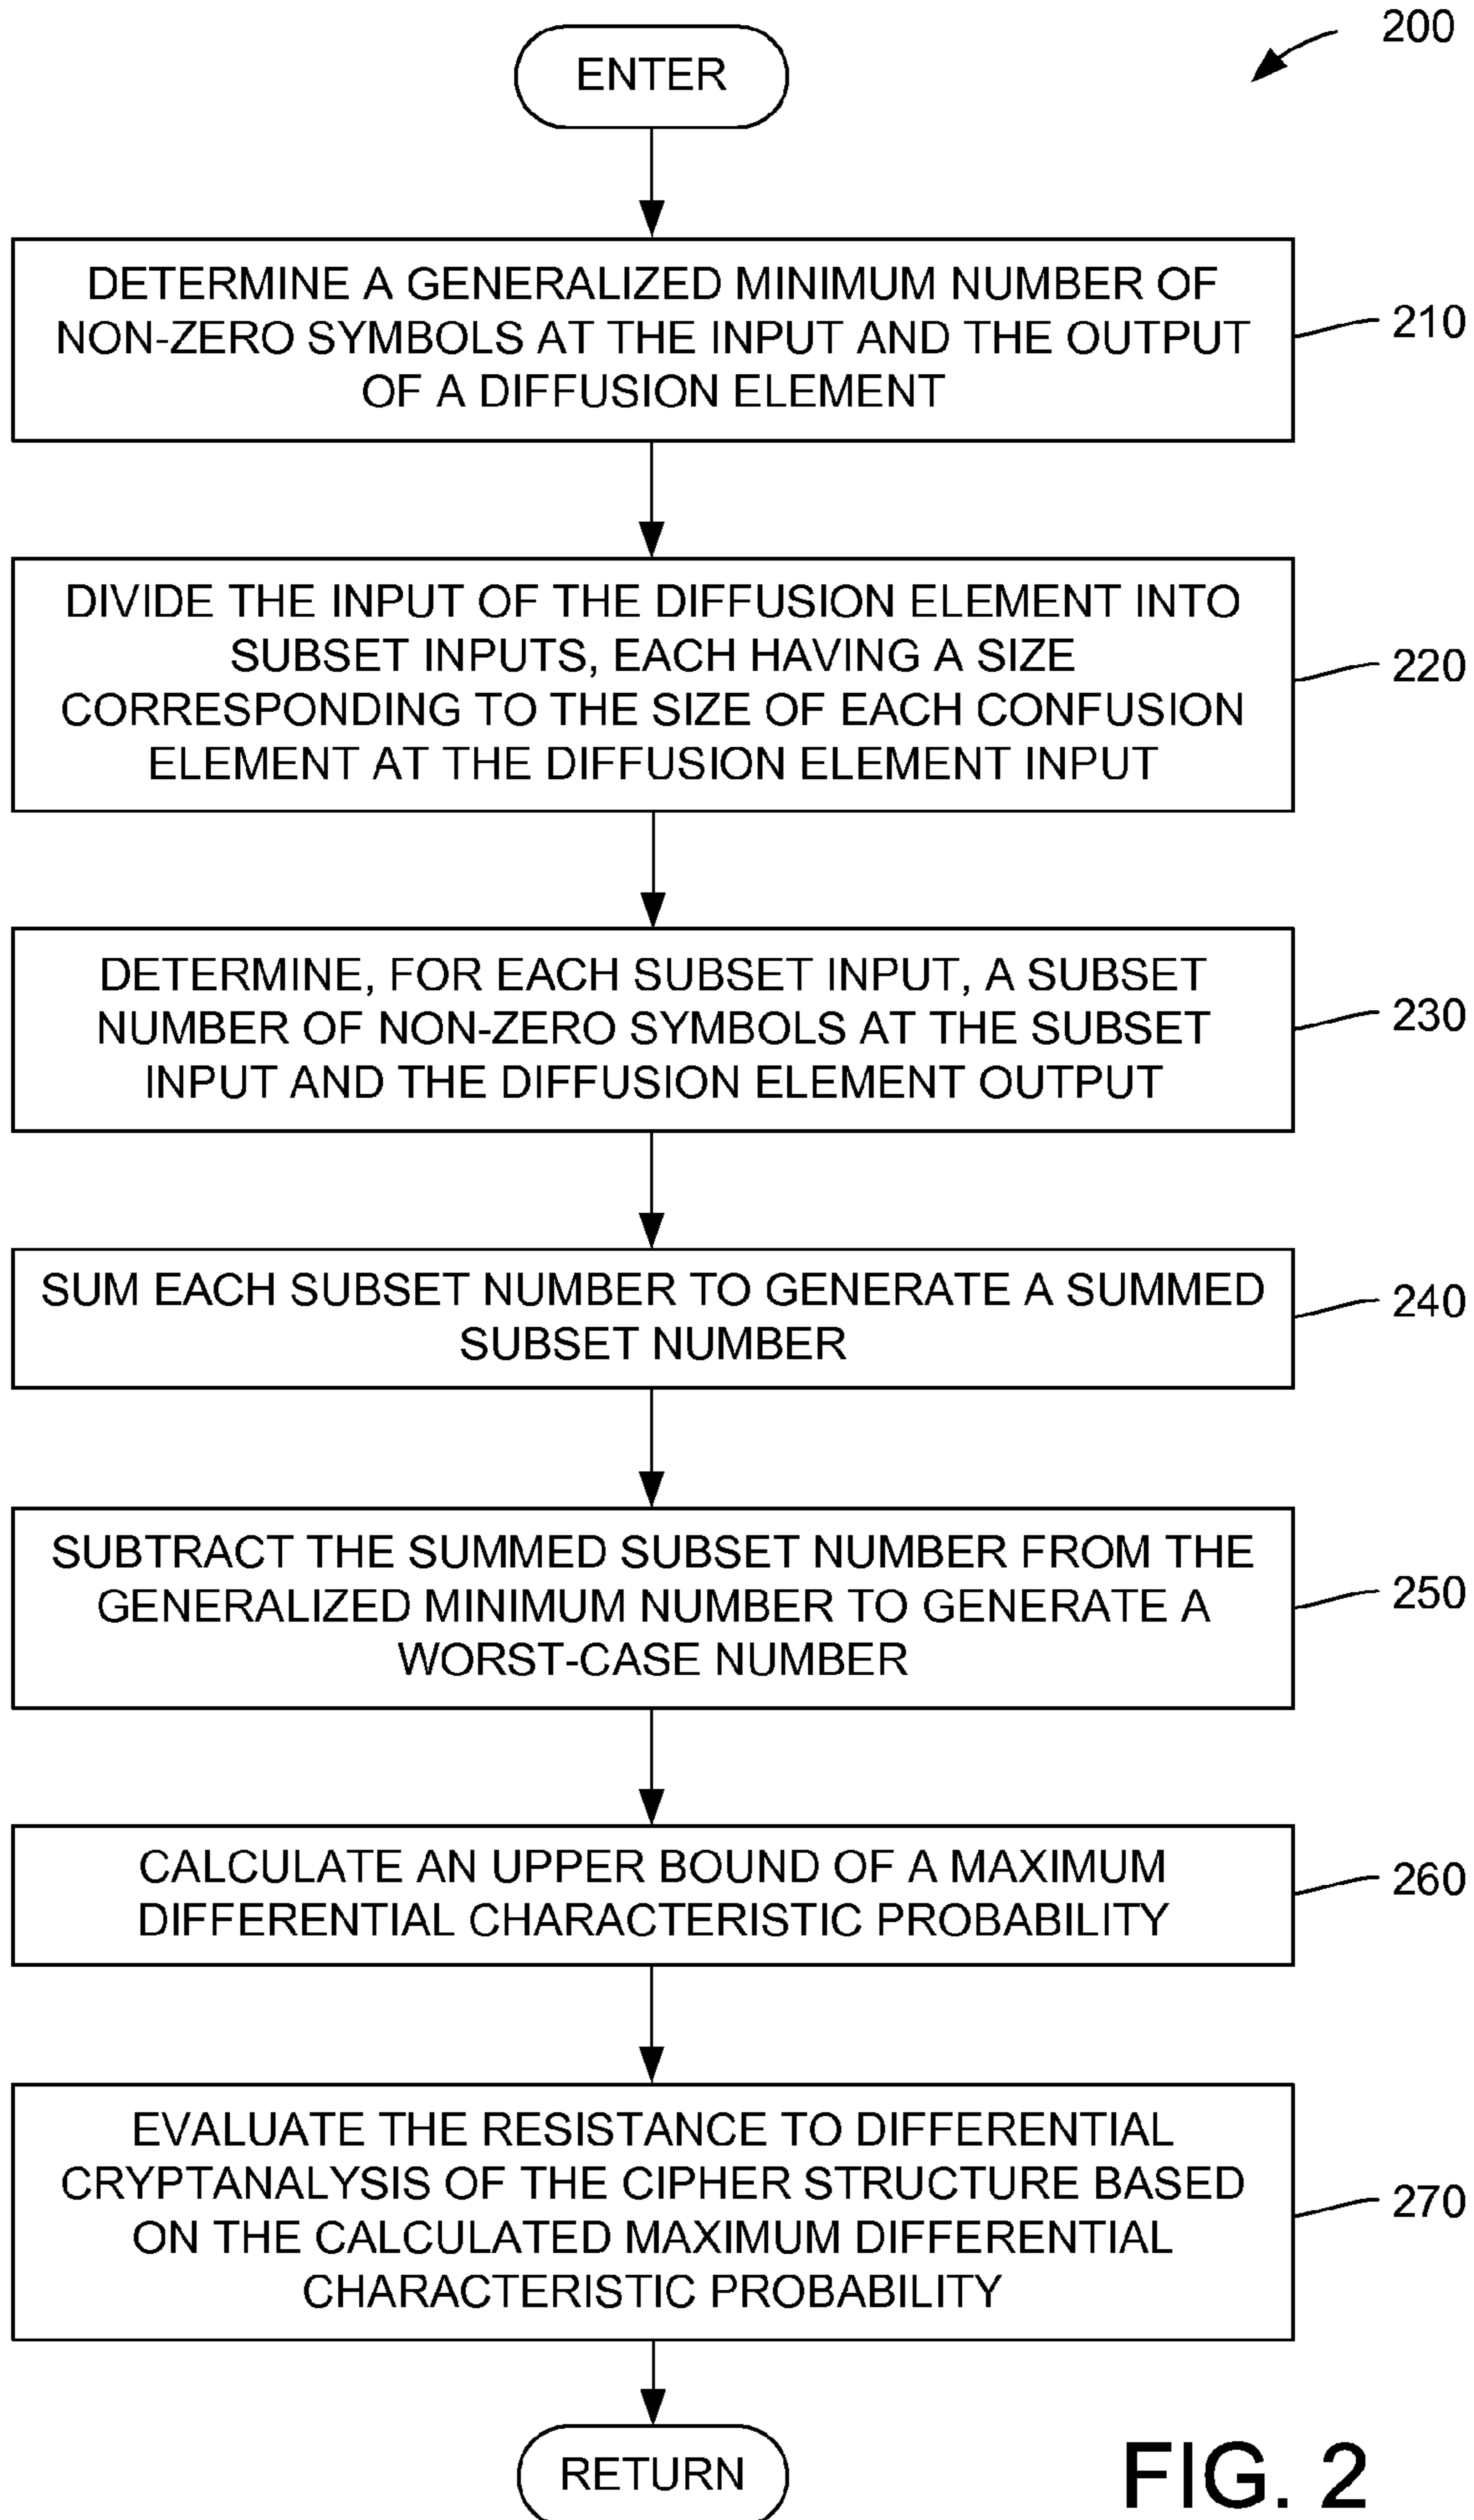 200
ENTER
DETERMINE A GENERALIZED MINIMUM NUMBER OF
NON-ZERO SYMBOLS AT THE INPUT AND THE OUTPUT
OF A DIFFUSION ELEMENT
210
DIVIDE THE INPUT OF THE DIFFUSION ELEMENT INTO
SUBSET INPUTS, EACH HAVING A SIZE
CORRESPONDING TO THE SIZE OF EACH CONFUSION
ELEMENT AT THE DIFFUSION ELEMENT INPUT
220
DETERMINE, FOR EACH SUBSET INPUT, A SUBSET
NUMBER OF NON-ZERO SYMBOLS AT THE SUBSET
INPUT AND THE DIFFUSION ELEMENT OUTPUT
230
SUM EACH SUBSET NUMBER TO GENERATE A SUMMED
SUBSET NUMBER
240
SUBTRACT THE SUMMED SUBSET NUMBER FROM THE
GENERALIZED MINIMUM NUMBER TO GENERATE A
WORST-CASE NUMBER
250
CALCULATE AN UPPER BOUND OF A MAXIMUM
DIFFERENTIAL CHARACTERISTIC PROBABILITY
260
EVALUATE THE RESISTANCE TO DIFFERENTIAL
CRYPTANALYSIS OF THE CIPHER STRUCTURE BASED
ON THE CALCULATED MAXIMUM DIFFERENTIAL
CHARACTERISTIC PROBABILITY
270
RETURN
FIG. 2